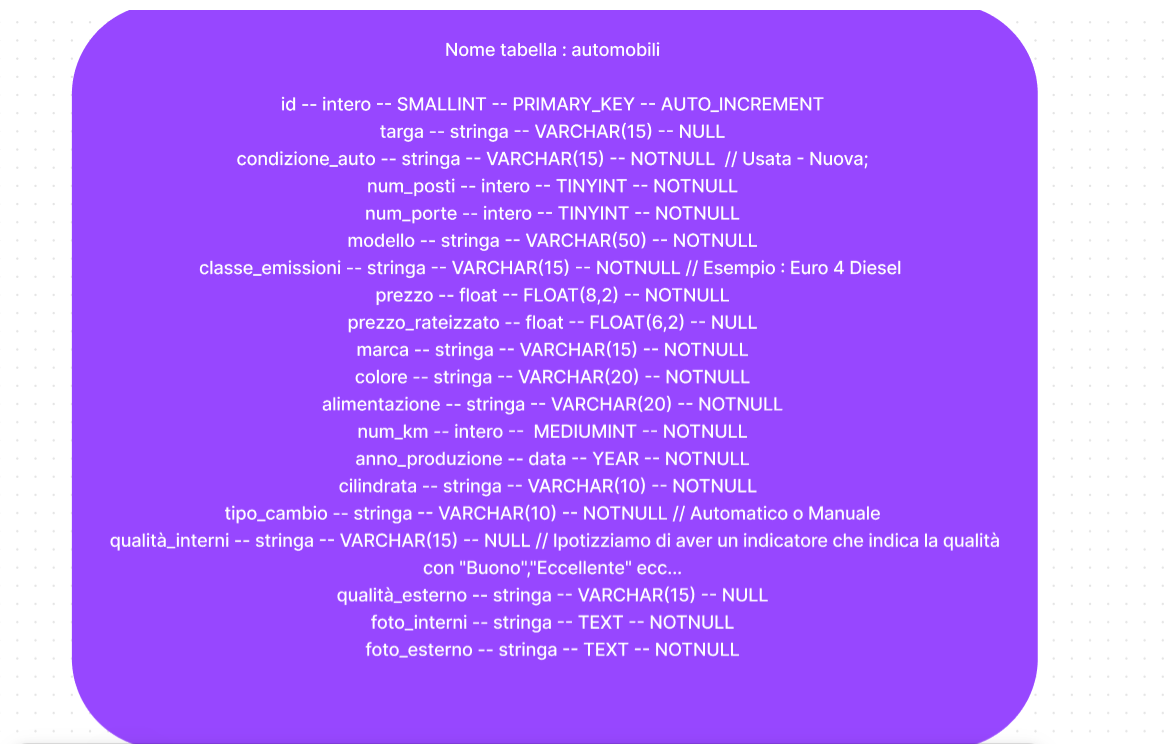 Nome tabella : automobili
id -- intero -- SMALLINT -- PRIMARY_KEY -- AUTO_INCREMENT
targa -- stringa -- VARCHAR(15) -- NULL
condizione_auto -- stringa -- VARCHAR(15) -- NOTNULL // Usata - Nuova;
num_posti -- intero -- TINYINT -- NOTNULL
num_porte -- intero -- TINYINT -- NOTNULL
modello -- stringa -- VARCHAR(50) -- NOTNULL
classe_emissioni -- stringa -- VARCHAR(15) -- NOTNULL // Esempio : Euro 4 Diesel
prezzo -- float -- FLOAT(8,2) -- NOTNULL
prezzo_rateizzato -- float -- FLOAT(6,2) -- NULL
marca -- stringa -- VARCHAR(15) -- NOTNULL
colore -- stringa -- VARCHAR(20) -- NOTNULL
alimentazione -- stringa -- VARCHAR(20) -- NOTNULL
num_km -- intero -- MEDIUMINT -- NOTNULL
anno_produzione -- data -- YEAR -- NOTNULL
cilindrata -- stringa -- VARCHAR(10) -- NOTNULL
tipo_cambio -- stringa -- VARCHAR(10) -- NOTNULL // Automatico o Manuale
qualità_interni -- stringa -- VARCHAR(15) -- NULL // Ipotizziamo di aver un indicatore che indica la qualità
con "Buono","Eccellente" ecc...
qualità_esterno -- stringa -- VARCHAR(15) -- NULL
foto_interni -- stringa -- TEXT -- NOTNULL
foto_esterno -- stringa -- TEXT -- NOTNULL